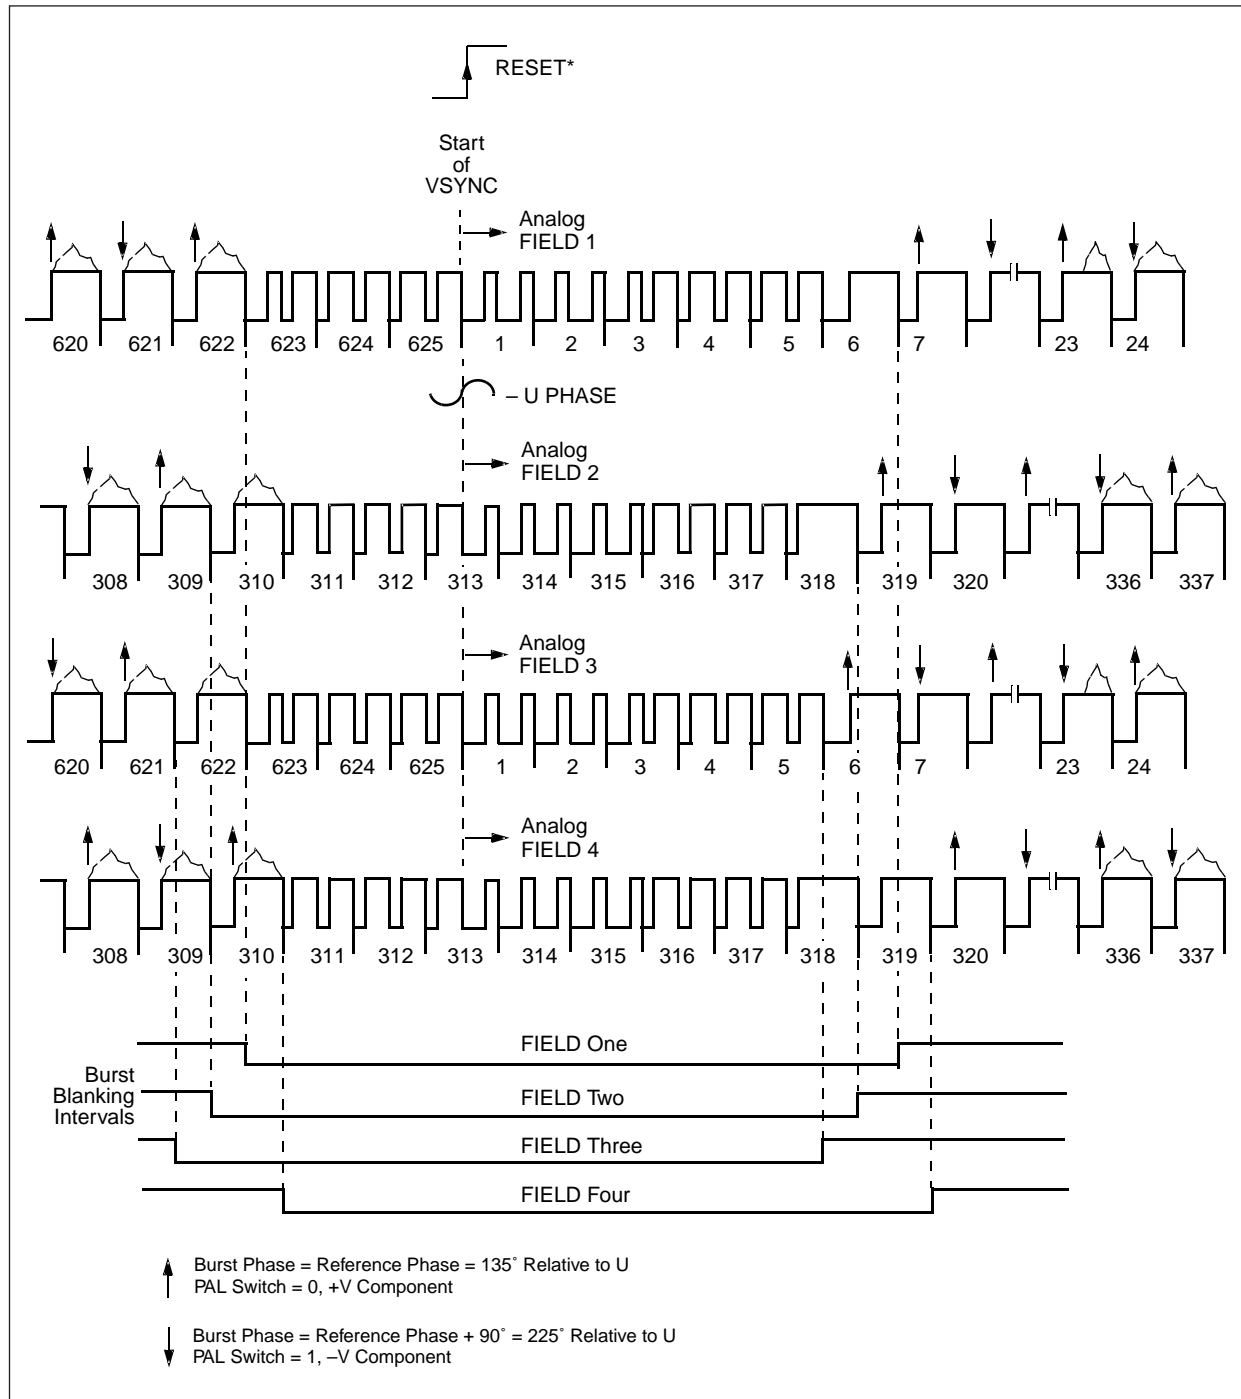 RESET*
Start
of
VSYNC
Analog
FIELD 1
620 621 622 623 624 625 1 2 3 4 5 6 7 23 24
– U PHASE
Analog
FIELD 2
308 309 310 311 312 313 314 315 316 317 318 319 320 336 337
Analog
FIELD 3
620 621 622 623 624 625 1 2 3 4 5 6 7 23 24
Analog
FIELD 4
308 309 310 311 312 313 314 315 316 317 318 319 320 336 337
FIELD One
Burst
Blanking
Intervals
FIELD Two
FIELD Three
FIELD Four
Burst Phase = Reference Phase = 135° Relative to U
PAL Switch = 0, +V Component
Burst Phase = Reference Phase + 90° = 225° Relative to U
PAL Switch = 1, –V Component